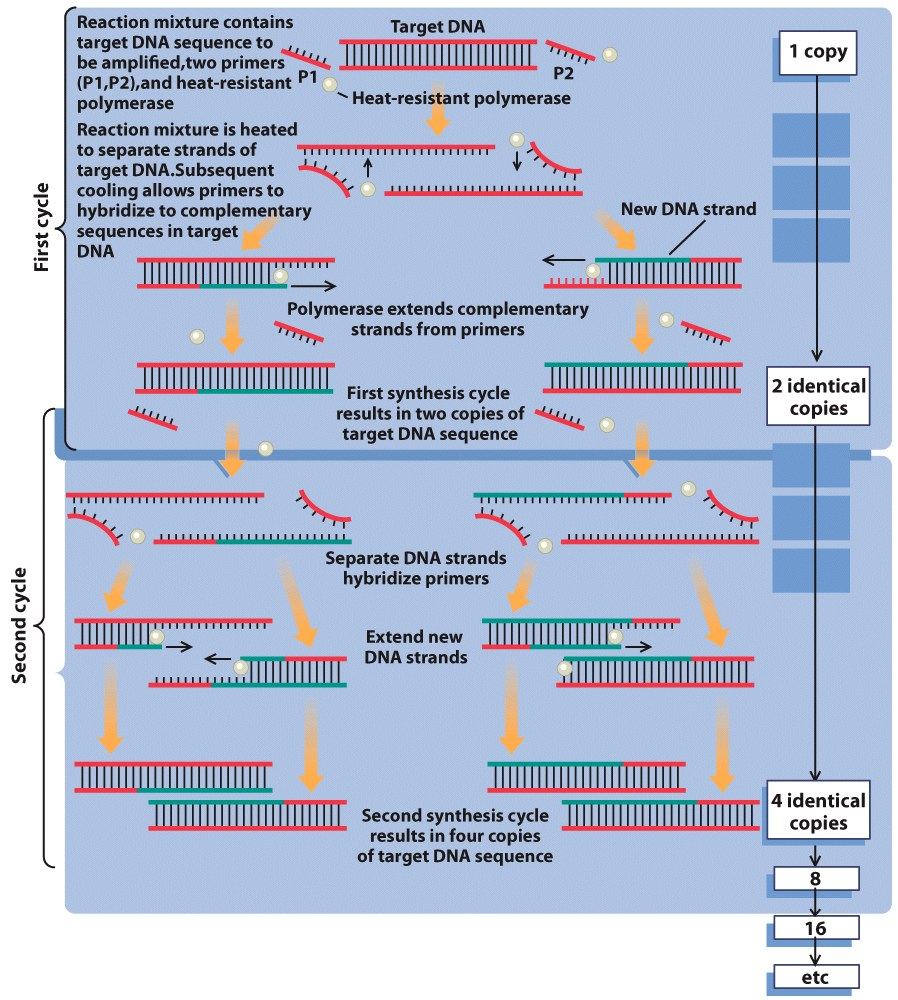 Reaction mixture contains
target DNA sequence to
be amplified,two primers
(P1,P2),and heat-resistant
polymerase
Target DNA
P1
P2
Heat-resistant polymerase
1 copy
Reaction mixture is heated
to separate strands of
target DNA.Subsequent
cooling allows primers to
hybridize to complementary
sequences in target
DNA
First cycle
New DNA strand
Polymerase extends complementary
strands from primers
First synthesis cycle
results in two copies of
target DNA sequence
2 identical
copies
Second cycle
Separate DNA strands
hybridize primers
Extend new
DNA strands
Second synthesis cycle
results in four copies
of target DNA sequence
4 identical
copies
8
16
etc